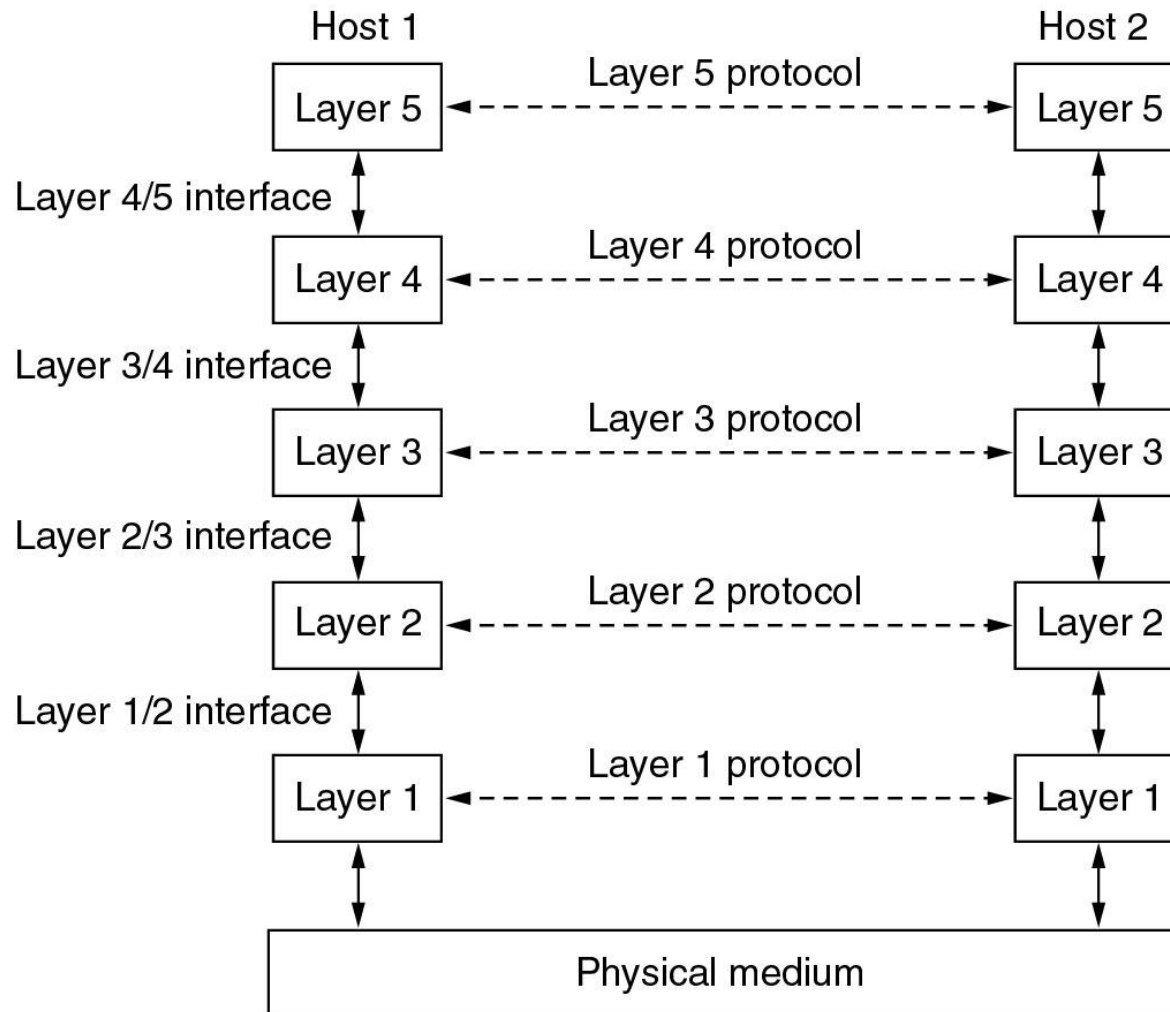 Host 1
Host 2
Layer 5 protocol
Layer 5
Layer 5
Layer 4/5 interface
Layer 4 protocol
Layer 4
Layer 4
Layer 3/4 interface
Layer 3 protocol
Layer 3
Layer 3
Layer 2/3 interface
Layer 2 protocol
Layer 2
Layer 2
Layer 1/2 interface
Layer 1 protocol
Layer 1
Layer 1
Physical medium